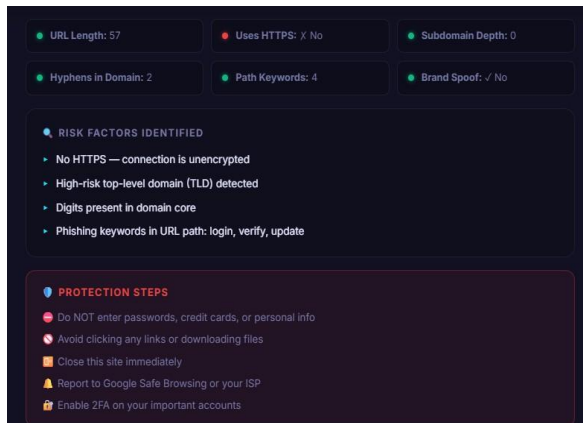 URL Length: 57
Uses HTTPS: ✗ No
Subdomain Depth: 0
Hyphens in Domain: 2
Path Keywords: 4
Brand Spoof: ✓ No
RISK FACTORS IDENTIFIED
▸ No HTTPS — connection is unencrypted
▸ High-risk top-level domain (TLD) detected
▸ Digits present in domain core
▸ Phishing keywords in URL path: login, verify, update
PROTECTION STEPS
Do NOT enter passwords, credit cards, or personal info
Avoid clicking any links or downloading files
Close this site immediately
Report to Google Safe Browsing or your ISP
Enable 2FA on your important accounts